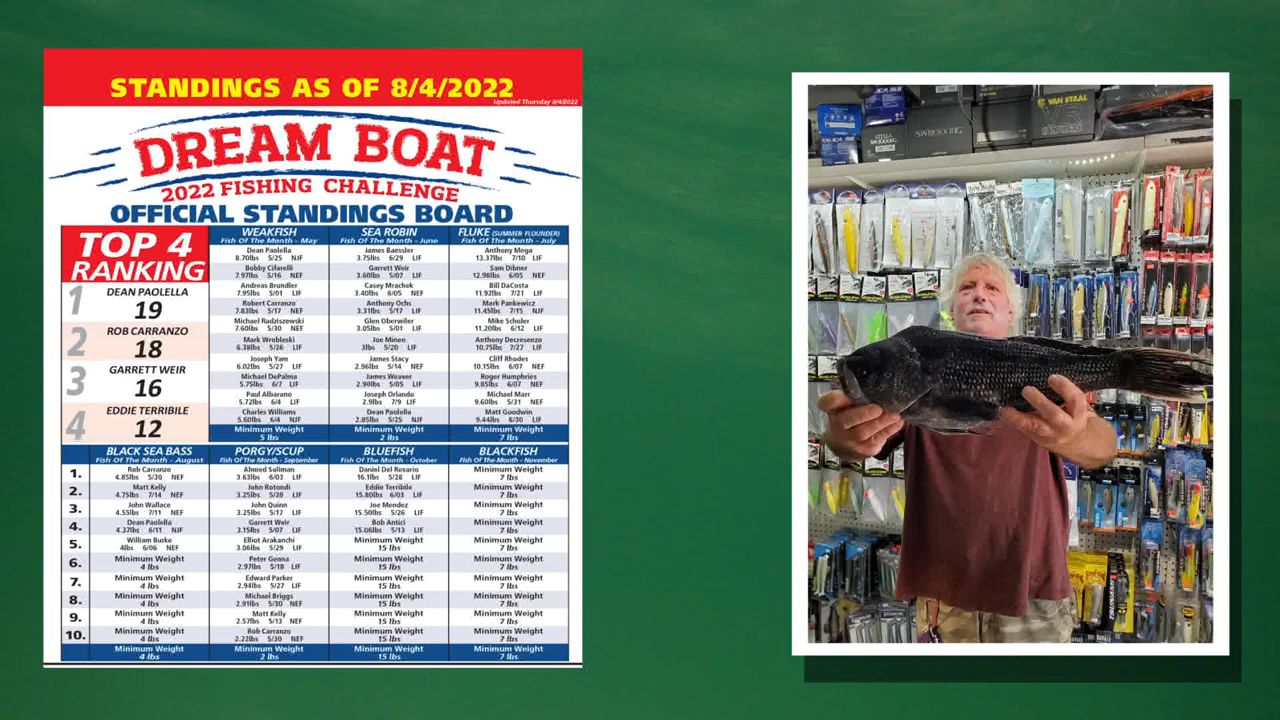 STANDINGS AS OF 8/4/2022
Updated Thursday 8/4/2022
DREAM BOAT
2022 FISHING CHALLENGE
OFFICIAL STANDINGS BOARD
TOP 4
RANKING
1 DEAN PAOLELLA
19
2 ROB CARRANZO
18
3 GARRETT WEIR
16
4 EDDIE TERRIBILE
12
WEAKFISH
Fish Of The Month - May
Dean Paolella
8.70lbs 5/25 NJF
Bobby Cifarelli
7.97lbs 5/16 NEF
Andreas Brundler
7.95lbs 5/01 LIF
Robert Carranzo
7.83lbs 5/17 NEF
Michael Radziszewski
7.60lbs 5/30 NEF
Mark Wrobleski
6.38lbs 5/26 LIF
Joseph Yam
6.02lbs 5/27 LIF
Michael DePalma
5.75lbs 6/7 LIF
Paul Albarano
5.72lbs 6/4 LIF
Charles Williams
5.60lbs 6/4 NJF
Minimum Weight
5 lbs
SEA ROBIN
Fish Of The Month - June
James Baessler
3.75lbs 6/29 LIF
Garrett Weir
3.60lbs 5/07 LIF
Casey Mrachek
3.40lbs 6/05 NEF
Anthony Ochs
3.31lbs 5/17 LIF
Glen Oberwiler
3.05lbs 5/01 LIF
Joe Mineo
3lbs 5/20 LIF
James Stacy
2.96lbs 5/14 NEF
James Weaver
2.90lbs 5/05 LIF
Joseph Orlando
2.9lbs 7/9 LIF
Dean Paolella
2.85lbs 5/25 NJF
Minimum Weight
2 lbs
FLUKE (SUMMER FLOUNDER)
Fish Of The Month - July
Anthony Mega
13.37lbs 7/10 LIF
Sam Dibner
12.98lbs 6/05 NEF
Bill DaCosta
11.92lbs 7/21 LIF
Mark Pankewicz
11.45lbs 7/15 NJF
Mike Schuler
11.20lbs 6/12 LIF
Anthony Decresenzo
10.75lbs 7/27 LIF
Cliff Rhodes
10.15lbs 6/07 NEF
Roger Humphries
9.85lbs 6/07 NEF
Michael Marr
9.60lbs 5/31 NEF
Matt Goodwin
9.44lbs 6/30 LIF
Minimum Weight
7 lbs
1.
2.
3.
4.
5.
6.
7.
8.
9.
10.
BLACK SEA BASS
Fish Of The Month - August
Rob Carranzo
4.85lbs 5/30 NEF
Matt Kelly
4.75lbs 7/14 NEF
John Wallace
4.55lbs 7/11 NEF
Dean Paolella
4.37lbs 6/11 NJF
William Burke
4lbs 6/06 NEF
Minimum Weight
4 lbs
Minimum Weight
4 lbs
Minimum Weight
4 lbs
Minimum Weight
4 lbs
Minimum Weight
4 lbs
Minimum Weight
4 lbs
PORGY/SCUP
Fish Of The Month - September
Ahmed Soliman
3.63lbs 6/03 LIF
John Rotondi
3.25lbs 5/28 LIF
John Quinn
3.25lbs 5/17 LIF
Garrett Weir
3.15lbs 5/07 LIF
Elliot Arakanchi
3.06lbs 5/29 LIF
Peter Genna
2.97lbs 5/18 LIF
Edward Parker
2.94lbs 5/27 LIF
Michael Briggs
2.91lbs 5/30 NEF
Matt Kelly
2.57lbs 5/13 NEF
Rob Carranzo
2.22lbs 5/30 NEF
Minimum Weight
2 lbs
BLUEFISH
Fish Of The Month - October
Daniel Del Rosario
16.1lbs 5/28 LIF
Eddie Terribile
15.80lbs 6/03 LIF
Joe Mendez
15.50lbs 5/26 LIF
Bob Antici
15.06lbs 5/13 LIF
Minimum Weight
15 lbs
Minimum Weight
15 lbs
Minimum Weight
15 lbs
Minimum Weight
15 lbs
Minimum Weight
15 lbs
Minimum Weight
15 lbs
Minimum Weight
15 lbs
BLACKFISH
Fish Of The Month - November
Minimum Weight
7 lbs
Minimum Weight
7 lbs
Minimum Weight
7 lbs
Minimum Weight
7 lbs
Minimum Weight
7 lbs
Minimum Weight
7 lbs
Minimum Weight
7 lbs
Minimum Weight
7 lbs
Minimum Weight
7 lbs
Minimum Weight
7 lbs
Minimum Weight
7 lbs
VAN STAAL
TSUNAMI